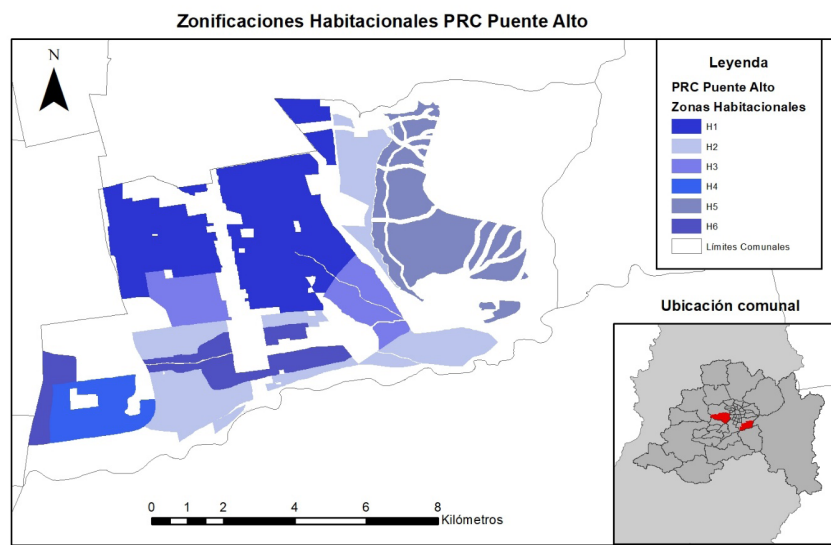 Zonificaciones Habitacionales PRC Puente Alto
N
Leyenda
PRC Puente Alto
Zonas Habitacionales
H1
H2
H3
H4
H5
H6
Límites Comunales
Ubicación comunal
0 1 2 4 6 8
Kilómetros